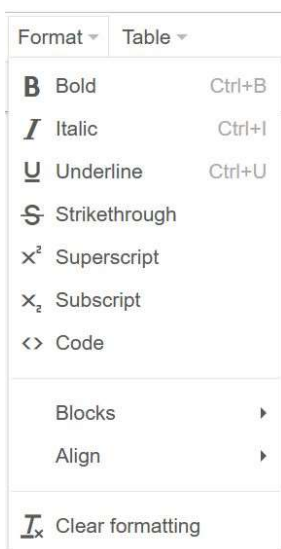 Format Table
Bold Ctrl+B
Italic Ctrl+I
Underline Ctrl+U
Strikethrough
Superscript
Subscript
Code
Blocks
Align
Clear formatting